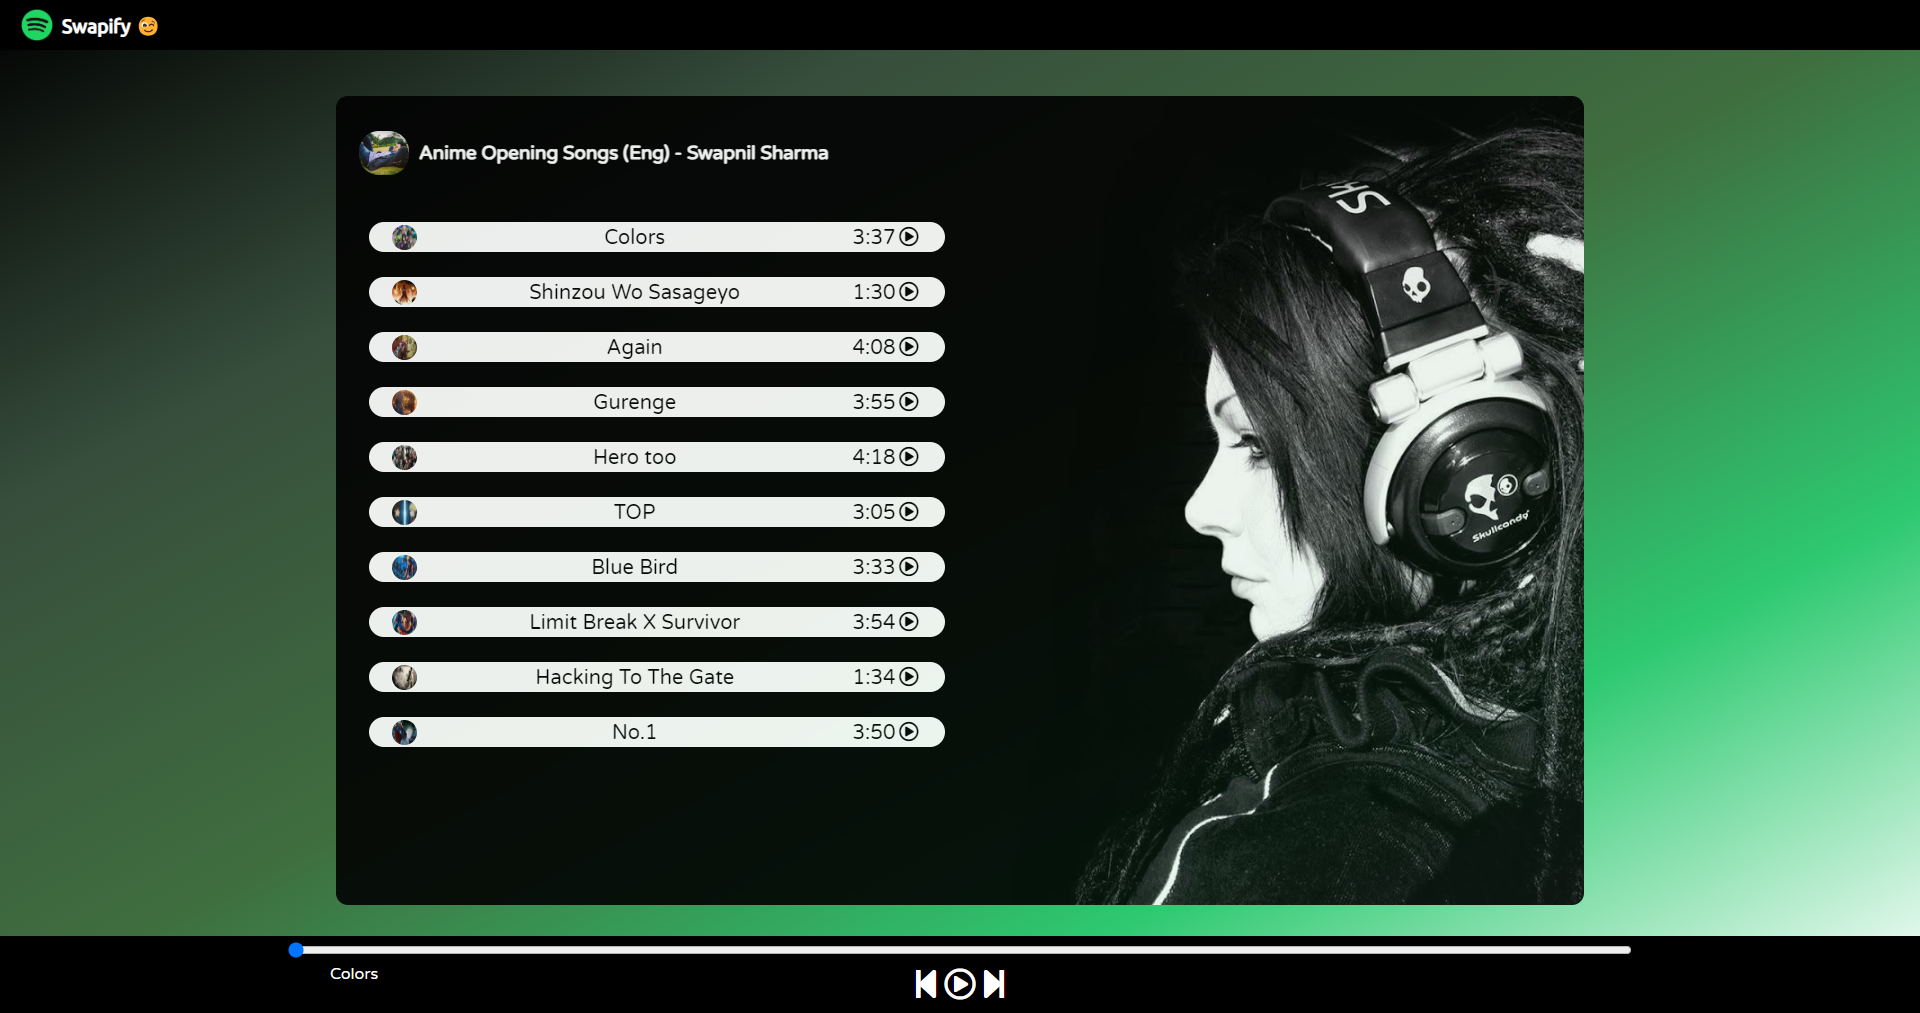 Swapify 😊
Anime Opening Songs (Eng) - Swapnil Sharma
Colors 3:37
Shinzou Wo Sasageyo 1:30
Again 4:08
Gurenge 3:55
Hero too 4:18
TOP 3:05
Blue Bird 3:33
Limit Break X Survivor 3:54
Hacking To The Gate 1:34
No.1 3:50
SK
Skullcandy
Colors